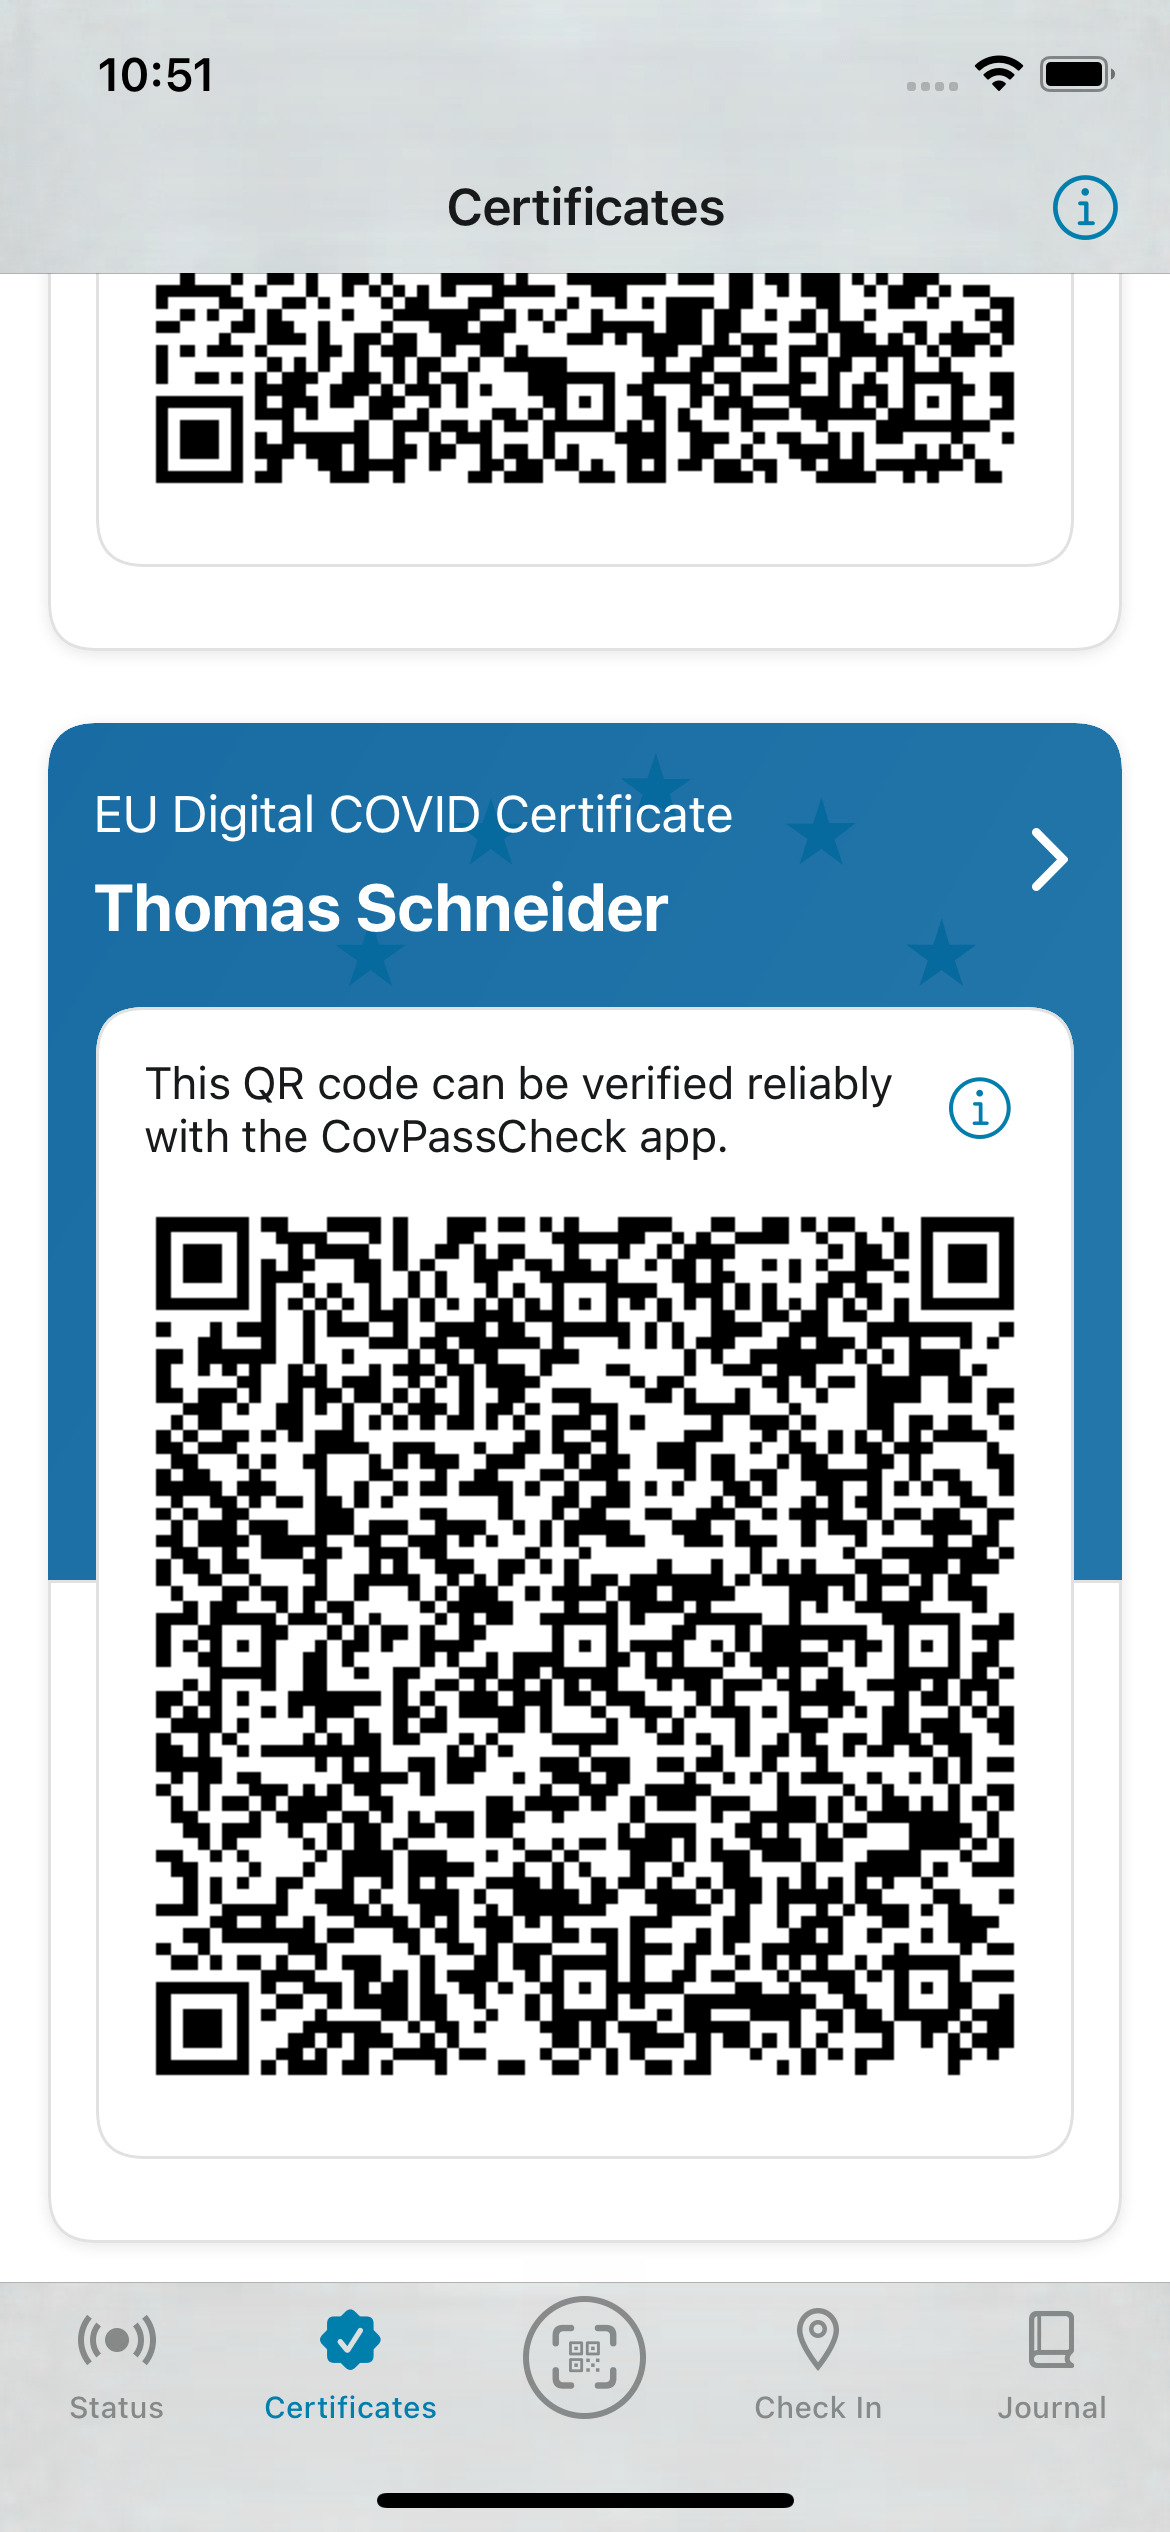 10:51
Certificates
EU Digital COVID Certificate
Thomas Schneider
This QR code can be verified reliably
with the CovPassCheck app.
Status
Certificates
Check In
Journal